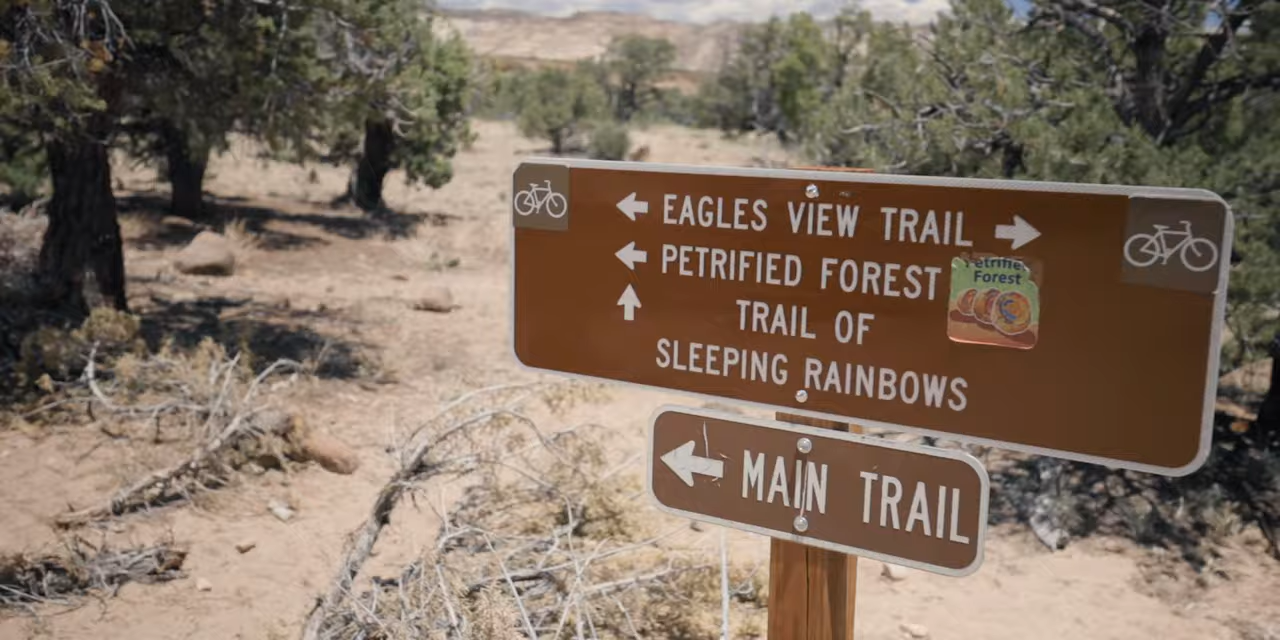 EAGLES VIEW TRAIL
PETRIFIED FOREST
Petrified
Forest
TRAIL OF
SLEEPING RAINBOWS
MAIN TRAIL